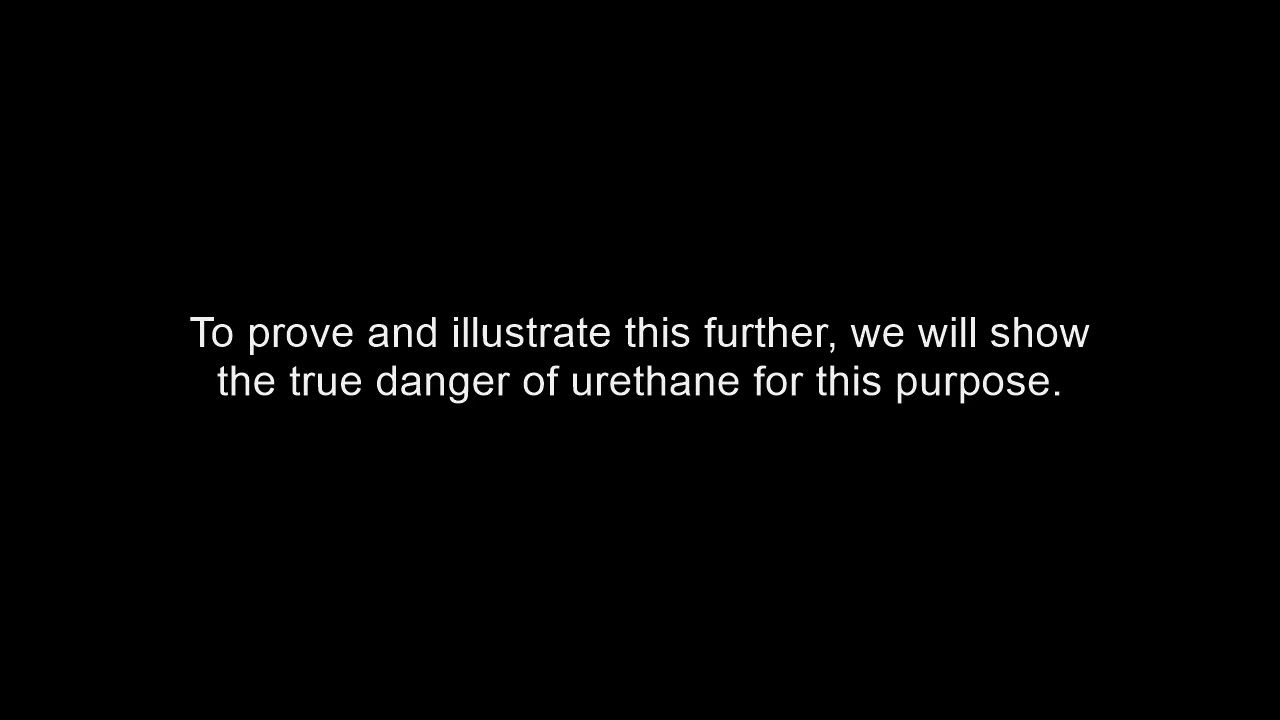 To prove and illustrate this further, we will show
the true danger of urethane for this purpose.